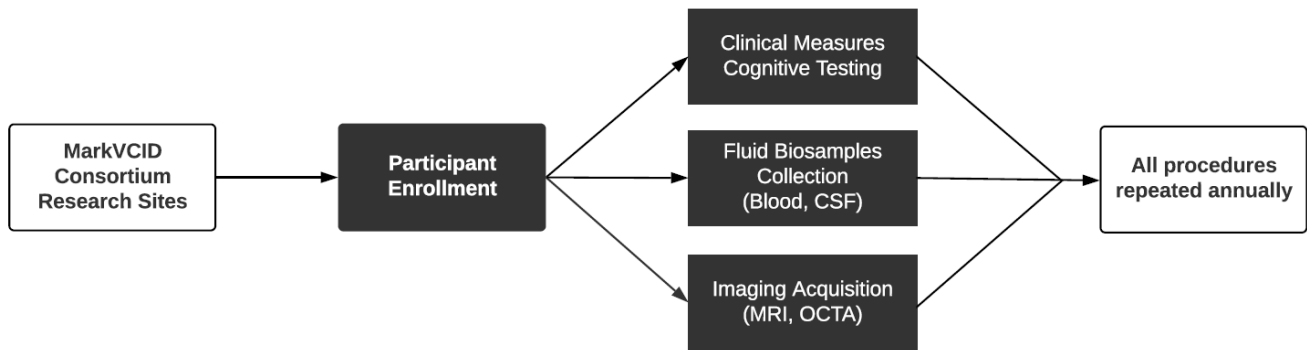 MarkVCID
Consortium
Research Sites
Participant
Enrollment
Clinical Measures
Cognitive Testing
Fluid Biosamples
Collection
(Blood, CSF)
Imaging Acquisition
(MRI, OCTA)
All procedures
repeated annually